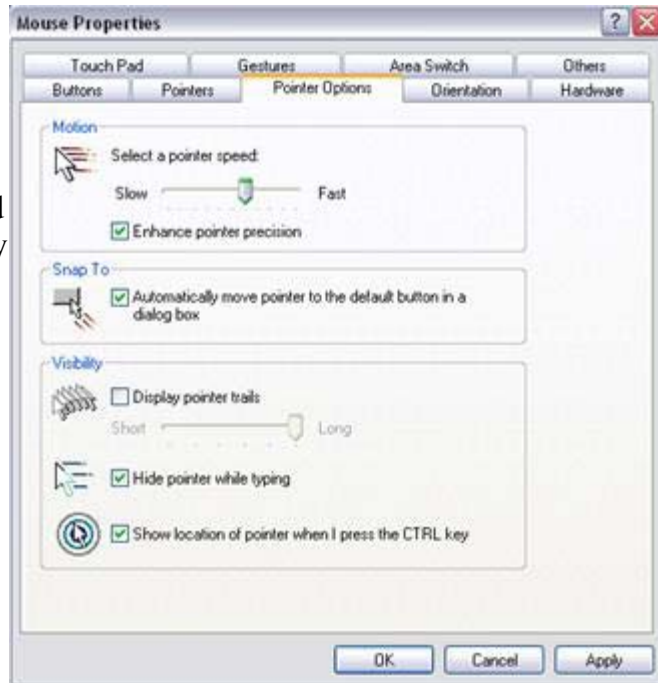 Mouse Properties
Touch Pad Gestures Area Switch Others
Buttons Pointers Pointer Options Orientation Hardware
Motion
Select a pointer speed:
Slow Fast
Enhance pointer precision
Snap To
Automatically move pointer to the default button in a
dialog box
Visibility
Display pointer trails
Short Long
Hide pointer while typing
Show location of pointer when I press the CTRL key
OK Cancel Apply